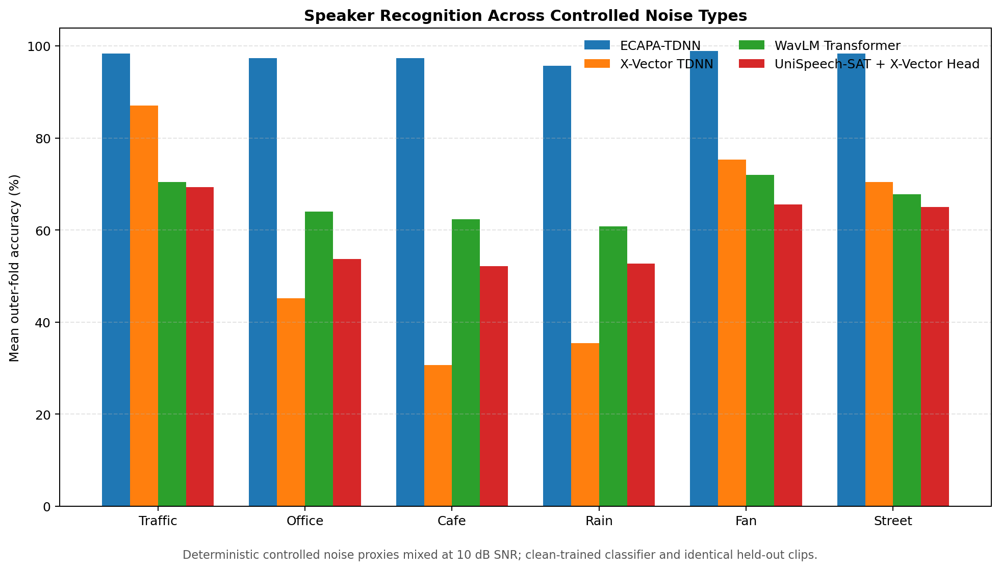 Speaker Recognition Across Controlled Noise Types
ECAPA-TDNN
X-Vector TDNN
WavLM Transformer
UniSpeech-SAT + X-Vector Head
Mean outer-fold accuracy (%)
100
80
60
40
20
0
Traffic Office Cafe Rain Fan Street
Deterministic controlled noise proxies mixed at 10 dB SNR; clean-trained classifier and identical held-out clips.